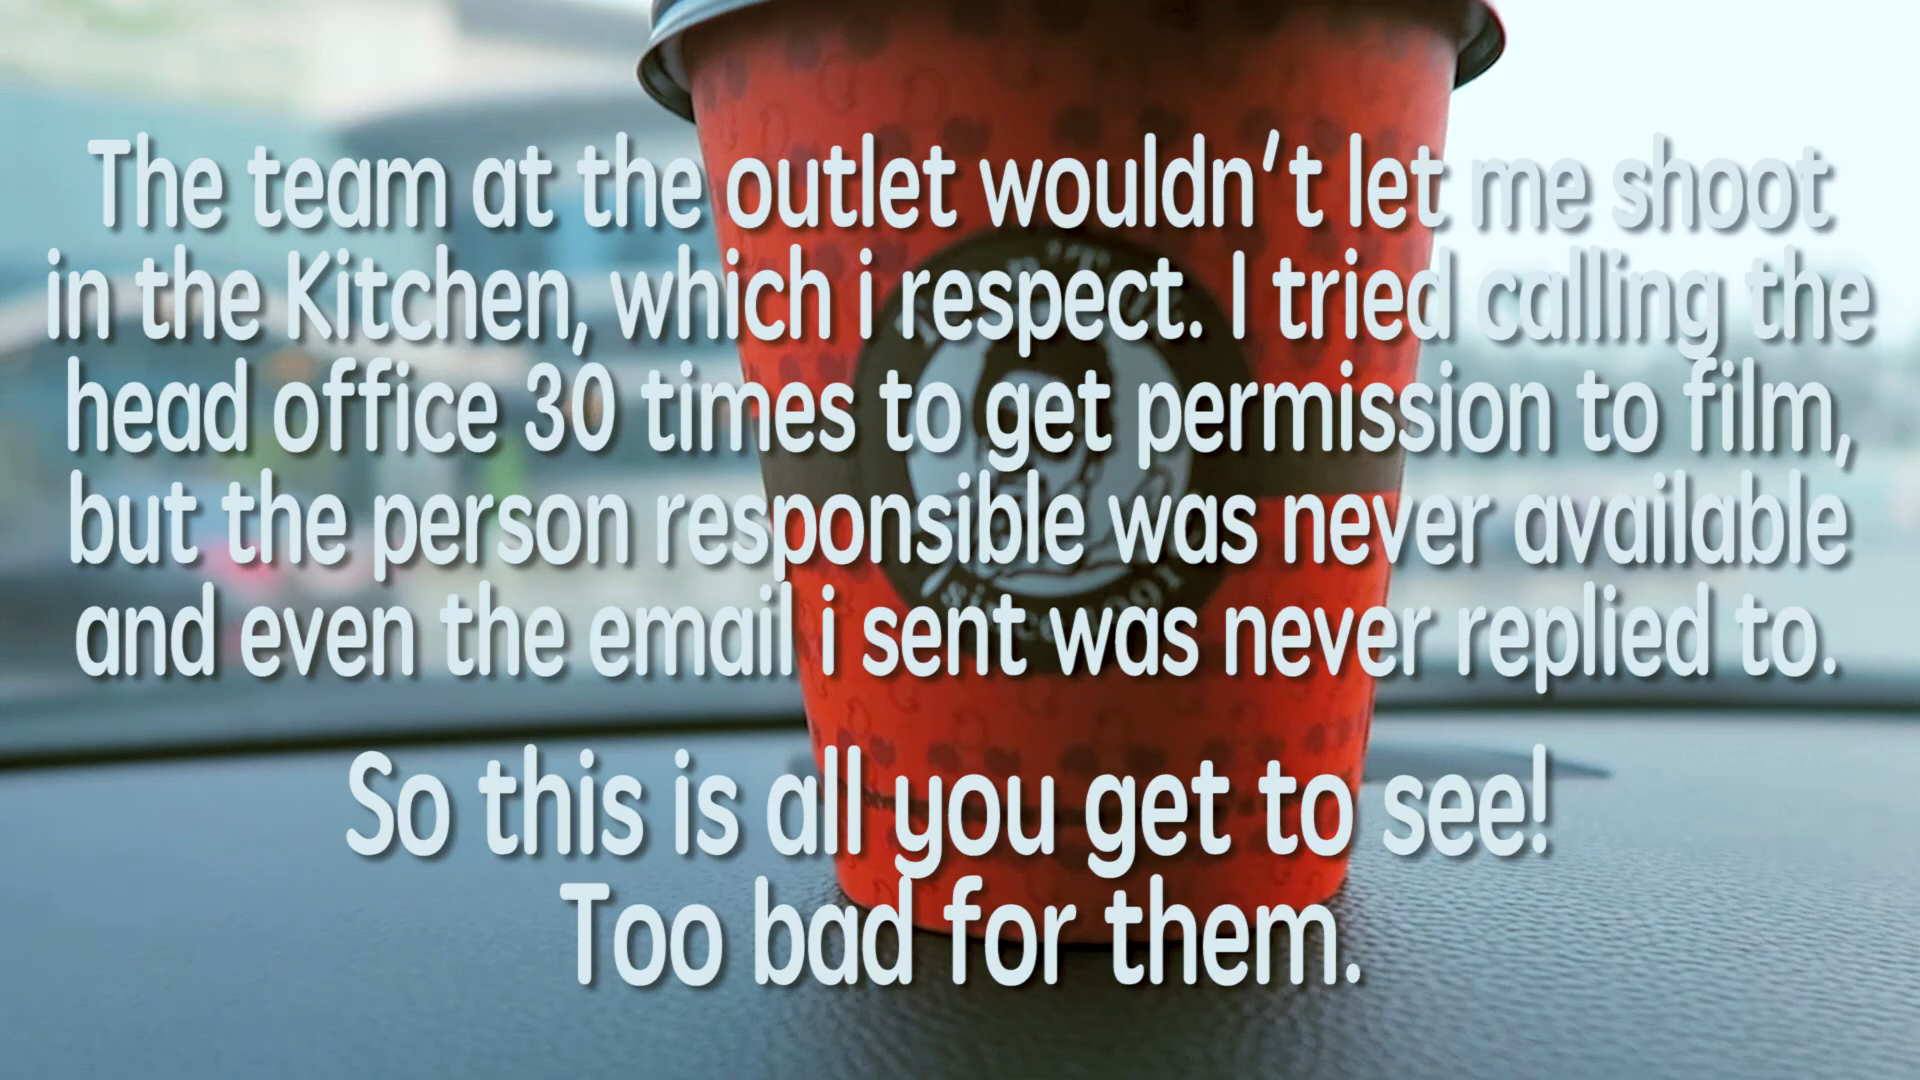 The team at the outlet wouldn't let me shoot
in the Kitchen, which i respect. I tried calling the
head office 30 times to get permission to film,
but the person responsible was never available
and even the email i sent was never replied to.
So this is all you get to see!
Too bad for them.